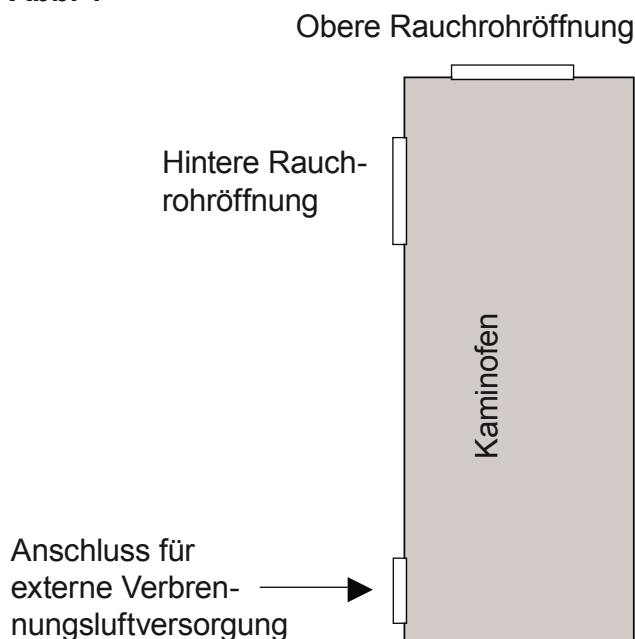 Obere Rauchrohröffnung
Hintere Rauch-
rohröffnung
Kaminofen
Anschluss für
externe Verbren-
nungsluftversorgung